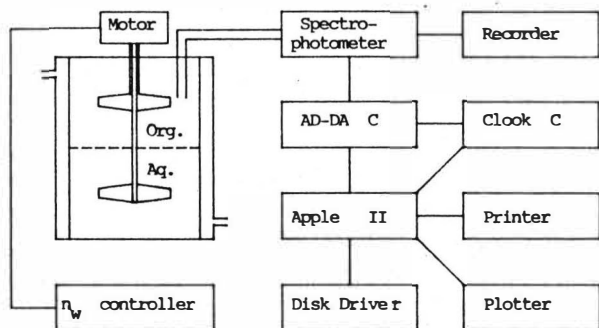 Motor
Spectro-
photometer
Recorder
Org.
AD-DA C
Clook C
Aq.
Apple II
Printer
n_w controller
Disk Driver
Plotter